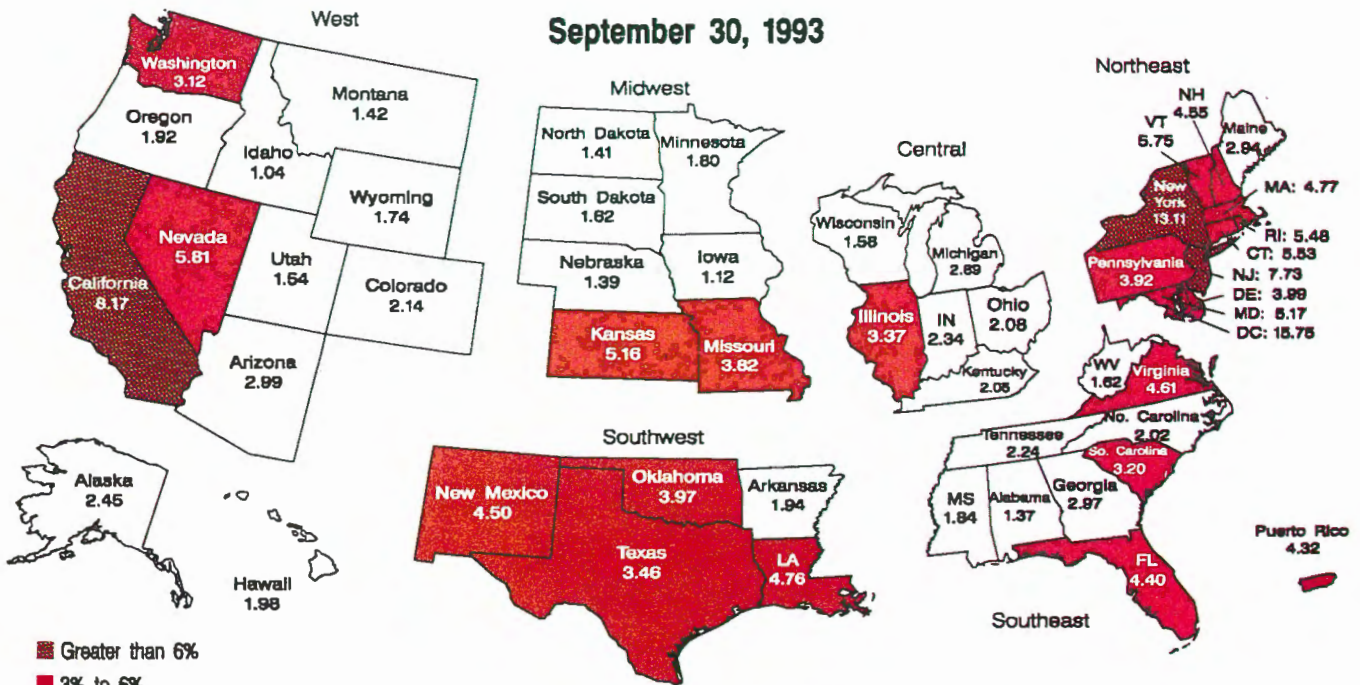 September 30, 1993
West
Washington
3.12
Oregon
1.92
Idaho
1.04
Montana
1.42
Wyoming
1.74
California
8.17
Nevada
5.81
Utah
1.54
Colorado
2.14
Arizona
2.99
Alaska
2.45
Hawaii
1.98
Midwest
North Dakota
1.41
Minnesota
1.80
South Dakota
1.62
Nebraska
1.39
Iowa
1.12
Kansas
5.16
Missouri
3.82
Central
Wisconsin
1.58
Michigan
2.69
Illinois
3.37
IN
2.34
Ohio
2.08
Kentucky
2.05
Northeast
NH
4.55
VT
5.75
Maine
2.94
New
York
13.11
MA: 4.77
RI: 5.48
CT: 5.53
NJ: 7.73
Pennsylvania
3.92
DE: 3.99
MD: 5.17
DC: 15.75
Southwest
New Mexico
4.50
Oklahoma
3.97
Arkansas
1.94
Texas
3.46
LA
4.76
WV
1.62
Virginia
4.61
No. Carolina
2.02
Tennessee
2.24
So. Carolina
3.20
MS
1.84
Alabama
1.37
Georgia
2.97
FL
4.40
Southeast
Puerto Rico
4.32
Greater than 6%
3% to 6%